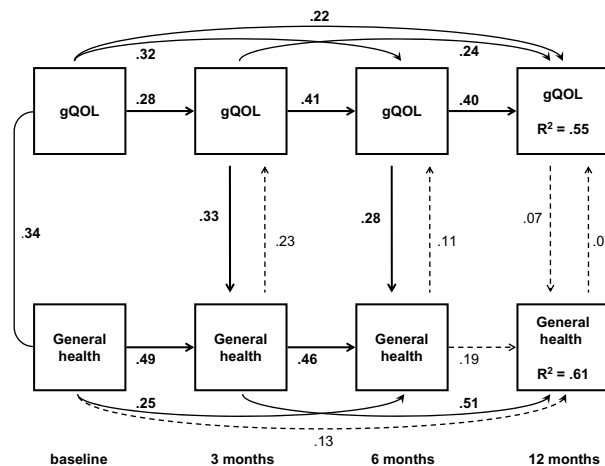 .22
.32
.24
gQOL
.28
gQOL
.41
gQOL
.40
gQOL
R² = .55
.34
.33
.23
.28
.11
.07
.0
General
health
.49
General
health
.46
General
health
.19
General
health
R² = .61
.25
.51
.13
baseline
3 months
6 months
12 months